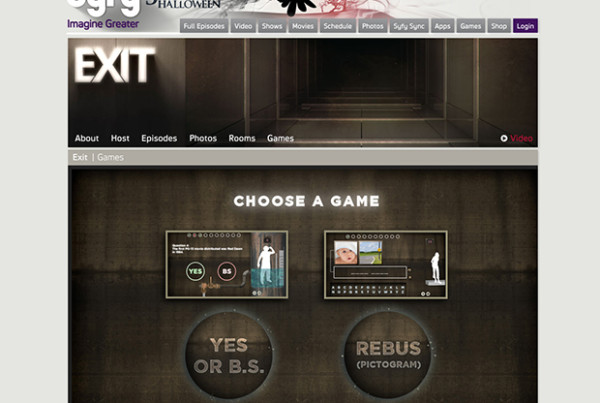 syfy
HALLOWEEN
Imagine Greater
Full Episodes Video Shows Movies Schedule Photos Syfy Sync Apps Games Shop Login
EXIT
About Host Episodes Photos Rooms Games Video
Exit | Games
CHOOSE A GAME
YES BS
YES
OR B.S.
REBUS
(PICTOGRAM)